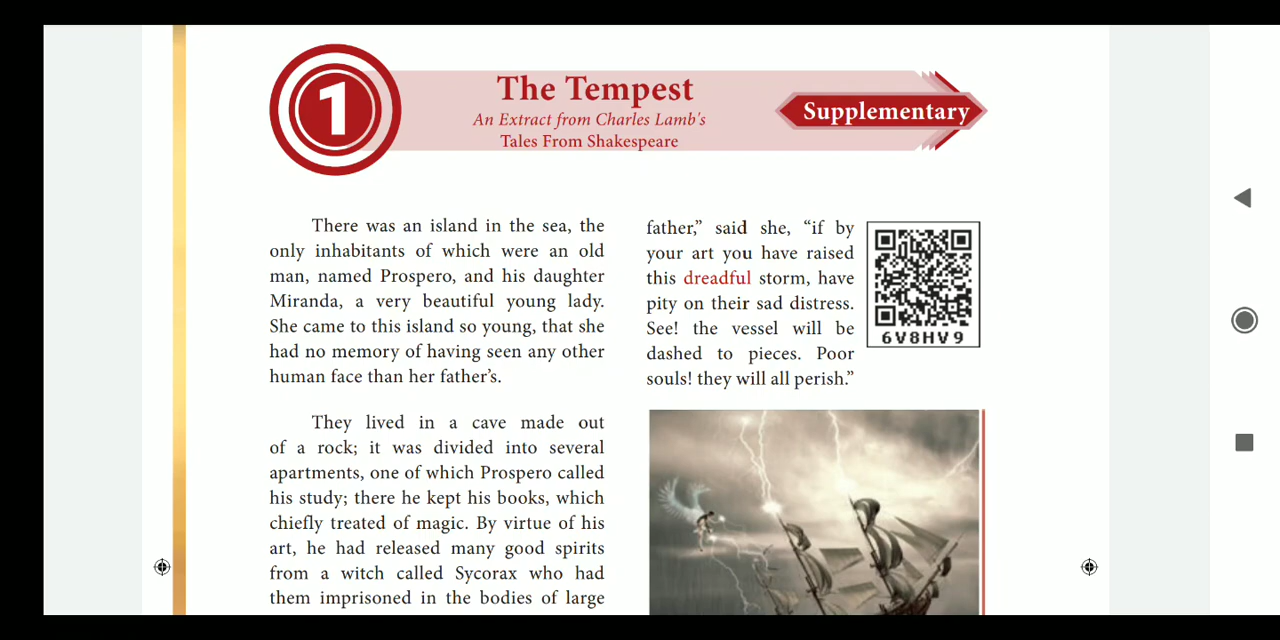 1
The Tempest
An Extract from Charles Lamb's
Tales From Shakespeare
Supplementary
There was an island in the sea, the
only inhabitants of which were an old
man, named Prospero, and his daughter
Miranda, a very beautiful young lady.
She came to this island so young, that she
had no memory of having seen any other
human face than her father’s.
They lived in a cave made out
of a rock; it was divided into several
apartments, one of which Prospero called
his study; there he kept his books, which
chiefly treated of magic. By virtue of his
art, he had released many good spirits
from a witch called Sycorax who had
them imprisoned in the bodies of large
father,” said she, “if by
your art you have raised
this dreadful storm, have
pity on their sad distress.
See! the vessel will be
dashed to pieces. Poor
souls! they will all perish.”
6V8HV9